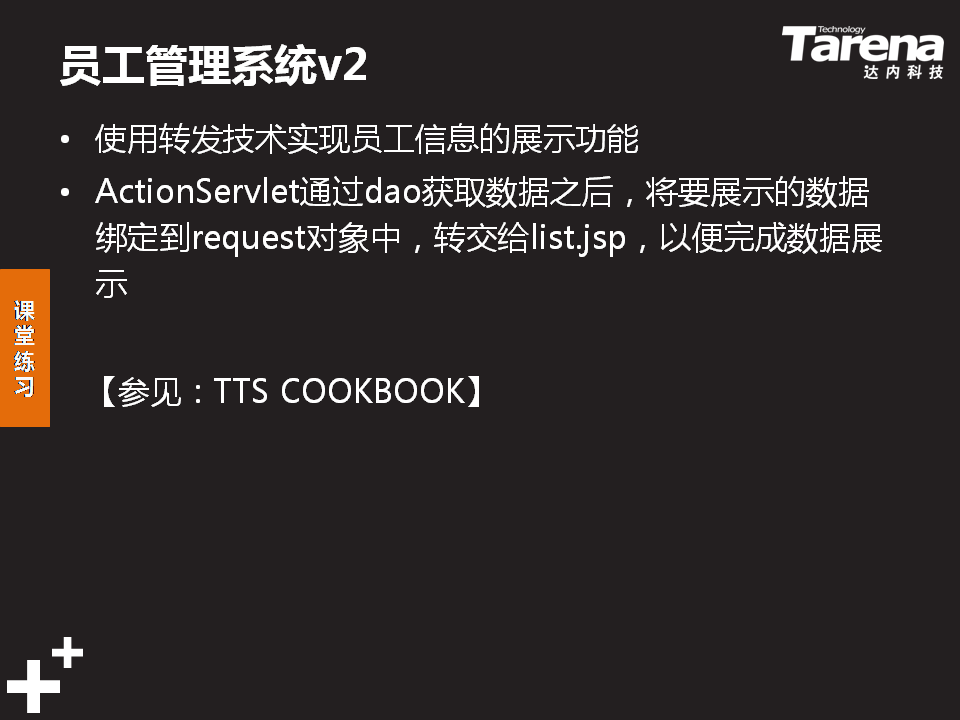 员工管理系统v2
Technology
Tarena
达内科技
• 使用转发技术实现员工信息的展示功能
• ActionServlet通过dao获取数据之后，将要展示的数据
绑定到request对象中，转交给list.jsp，以便完成数据展
示
课堂练习
【参见：TTS COOKBOOK】